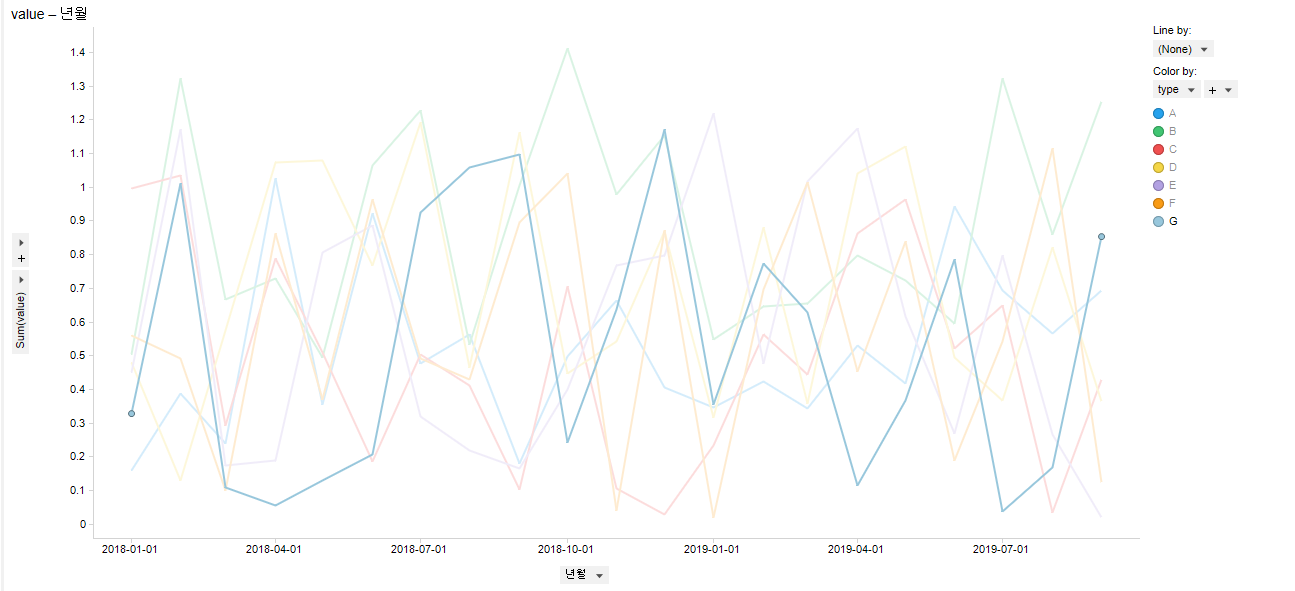 value – 년월
1.4
1.3
1.2
1.1
1
0.9
0.8
0.7
0.6
0.5
0.4
0.3
0.2
0.1
0
+
Sum(value)
2018-01-01 2018-04-01 2018-07-01 2018-10-01 2019-01-01 2019-04-01 2019-07-01
년월
Line by:
(None)
Color by:
type +
A
B
C
D
E
F
G